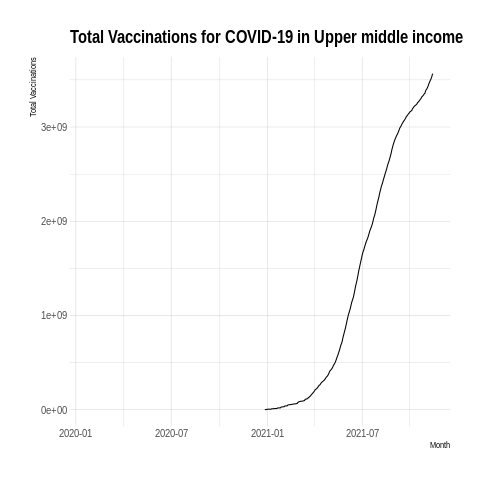 Total Vaccinations for COVID-19 in Upper middle income
Total Vaccinations
3e+09
2e+09
1e+09
0e+00
2020-01 2020-07 2021-01 2021-07
Month